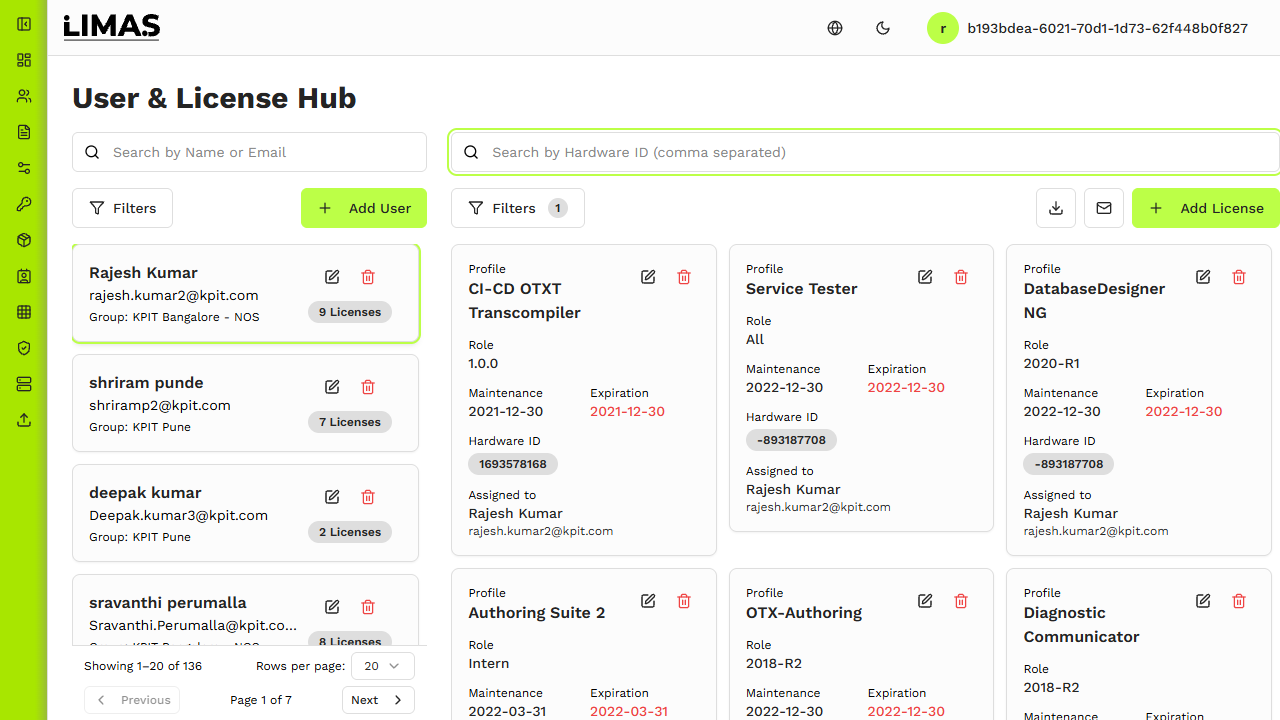 LIMAS
r
b193bdea-6021-70d1-1d73-62f448b0f827
User & License Hub
Search by Name or Email
Search by Hardware ID (comma separated)
Filters
Add User
Filters
1
Add License
Rajesh Kumar
rajesh.kumar2@kpit.com
Group: KPIT Bangalore - NOS
9 Licenses
shriram punde
shriramp2@kpit.com
Group: KPIT Pune
7 Licenses
deepak kumar
Deepak.kumar3@kpit.com
Group: KPIT Pune
2 Licenses
sravanthi perumalla
Sravanthi.Perumalla@kpit.co...
Group: KPIT Bangalore - NOS
8 Licenses
Showing 1–20 of 136
Rows per page:
20
Previous
Page 1 of 7
Next
Profile
CI-CD OTXT
Transcompiler
Role
1.0.0
Maintenance
Expiration
2021-12-30
2021-12-30
Hardware ID
1693578168
Assigned to
Rajesh Kumar
rajesh.kumar2@kpit.com
Profile
Service Tester
Role
All
Maintenance
Expiration
2022-12-30
2022-12-30
Hardware ID
-893187708
Assigned to
Rajesh Kumar
rajesh.kumar2@kpit.com
Profile
DatabaseDesigner
NG
Role
2020-R1
Maintenance
Expiration
2022-12-30
2022-12-30
Hardware ID
-893187708
Assigned to
Rajesh Kumar
rajesh.kumar2@kpit.com
Profile
Authoring Suite 2
Role
Intern
Maintenance
Expiration
2022-03-31
2022-03-31
Profile
OTX-Authoring
Role
2018-R2
Maintenance
Expiration
2022-12-30
2022-12-30
Profile
Diagnostic
Communicator
Role
2018-R2
Maintenance
Expiration